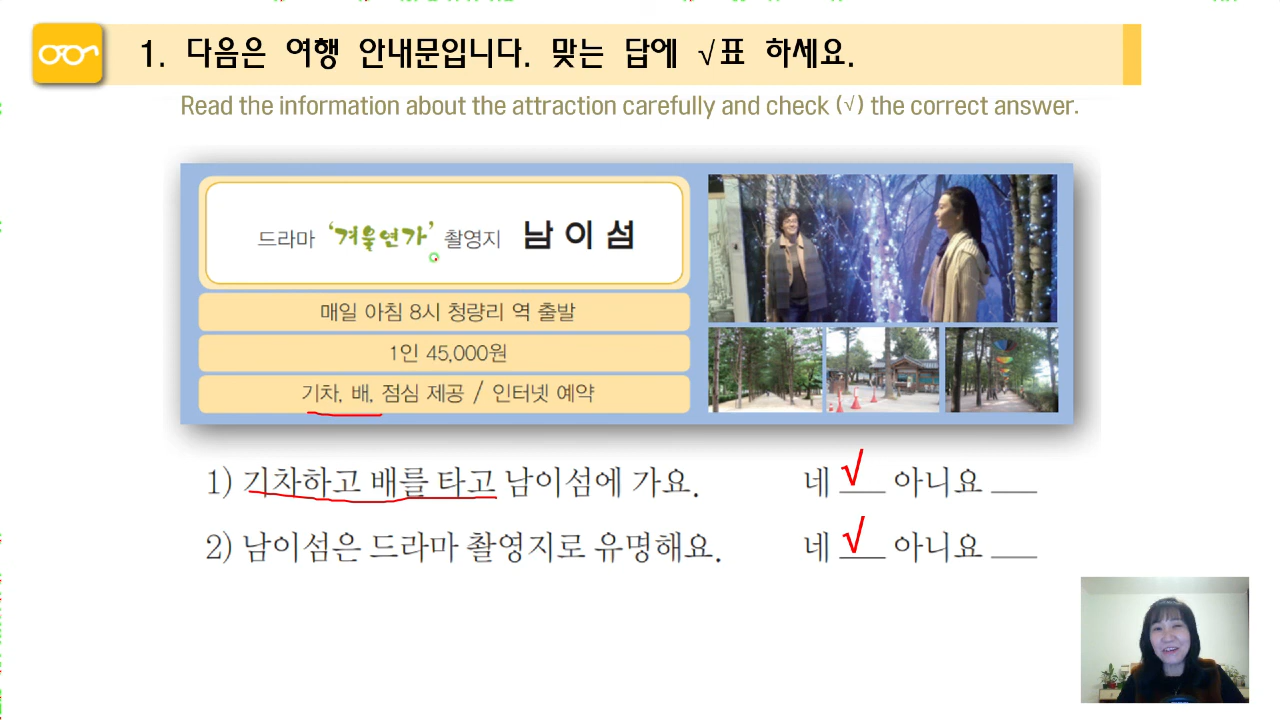 1. 다음은 여행 안내문입니다. 맞는 답에 √표 하세요.
Read the information about the attraction carefully and check (√) the correct answer.
드라마 '겨울연가' 촬영지 남이섬
매일 아침 8시 청량리 역 출발
1인 45,000원
기차, 배, 점심 제공 / 인터넷 예약
1) 기차하고 배를 타고 남이섬에 가요. 네 √ 아니요 ___
2) 남이섬은 드라마 촬영지로 유명해요. 네 √ 아니요 ___